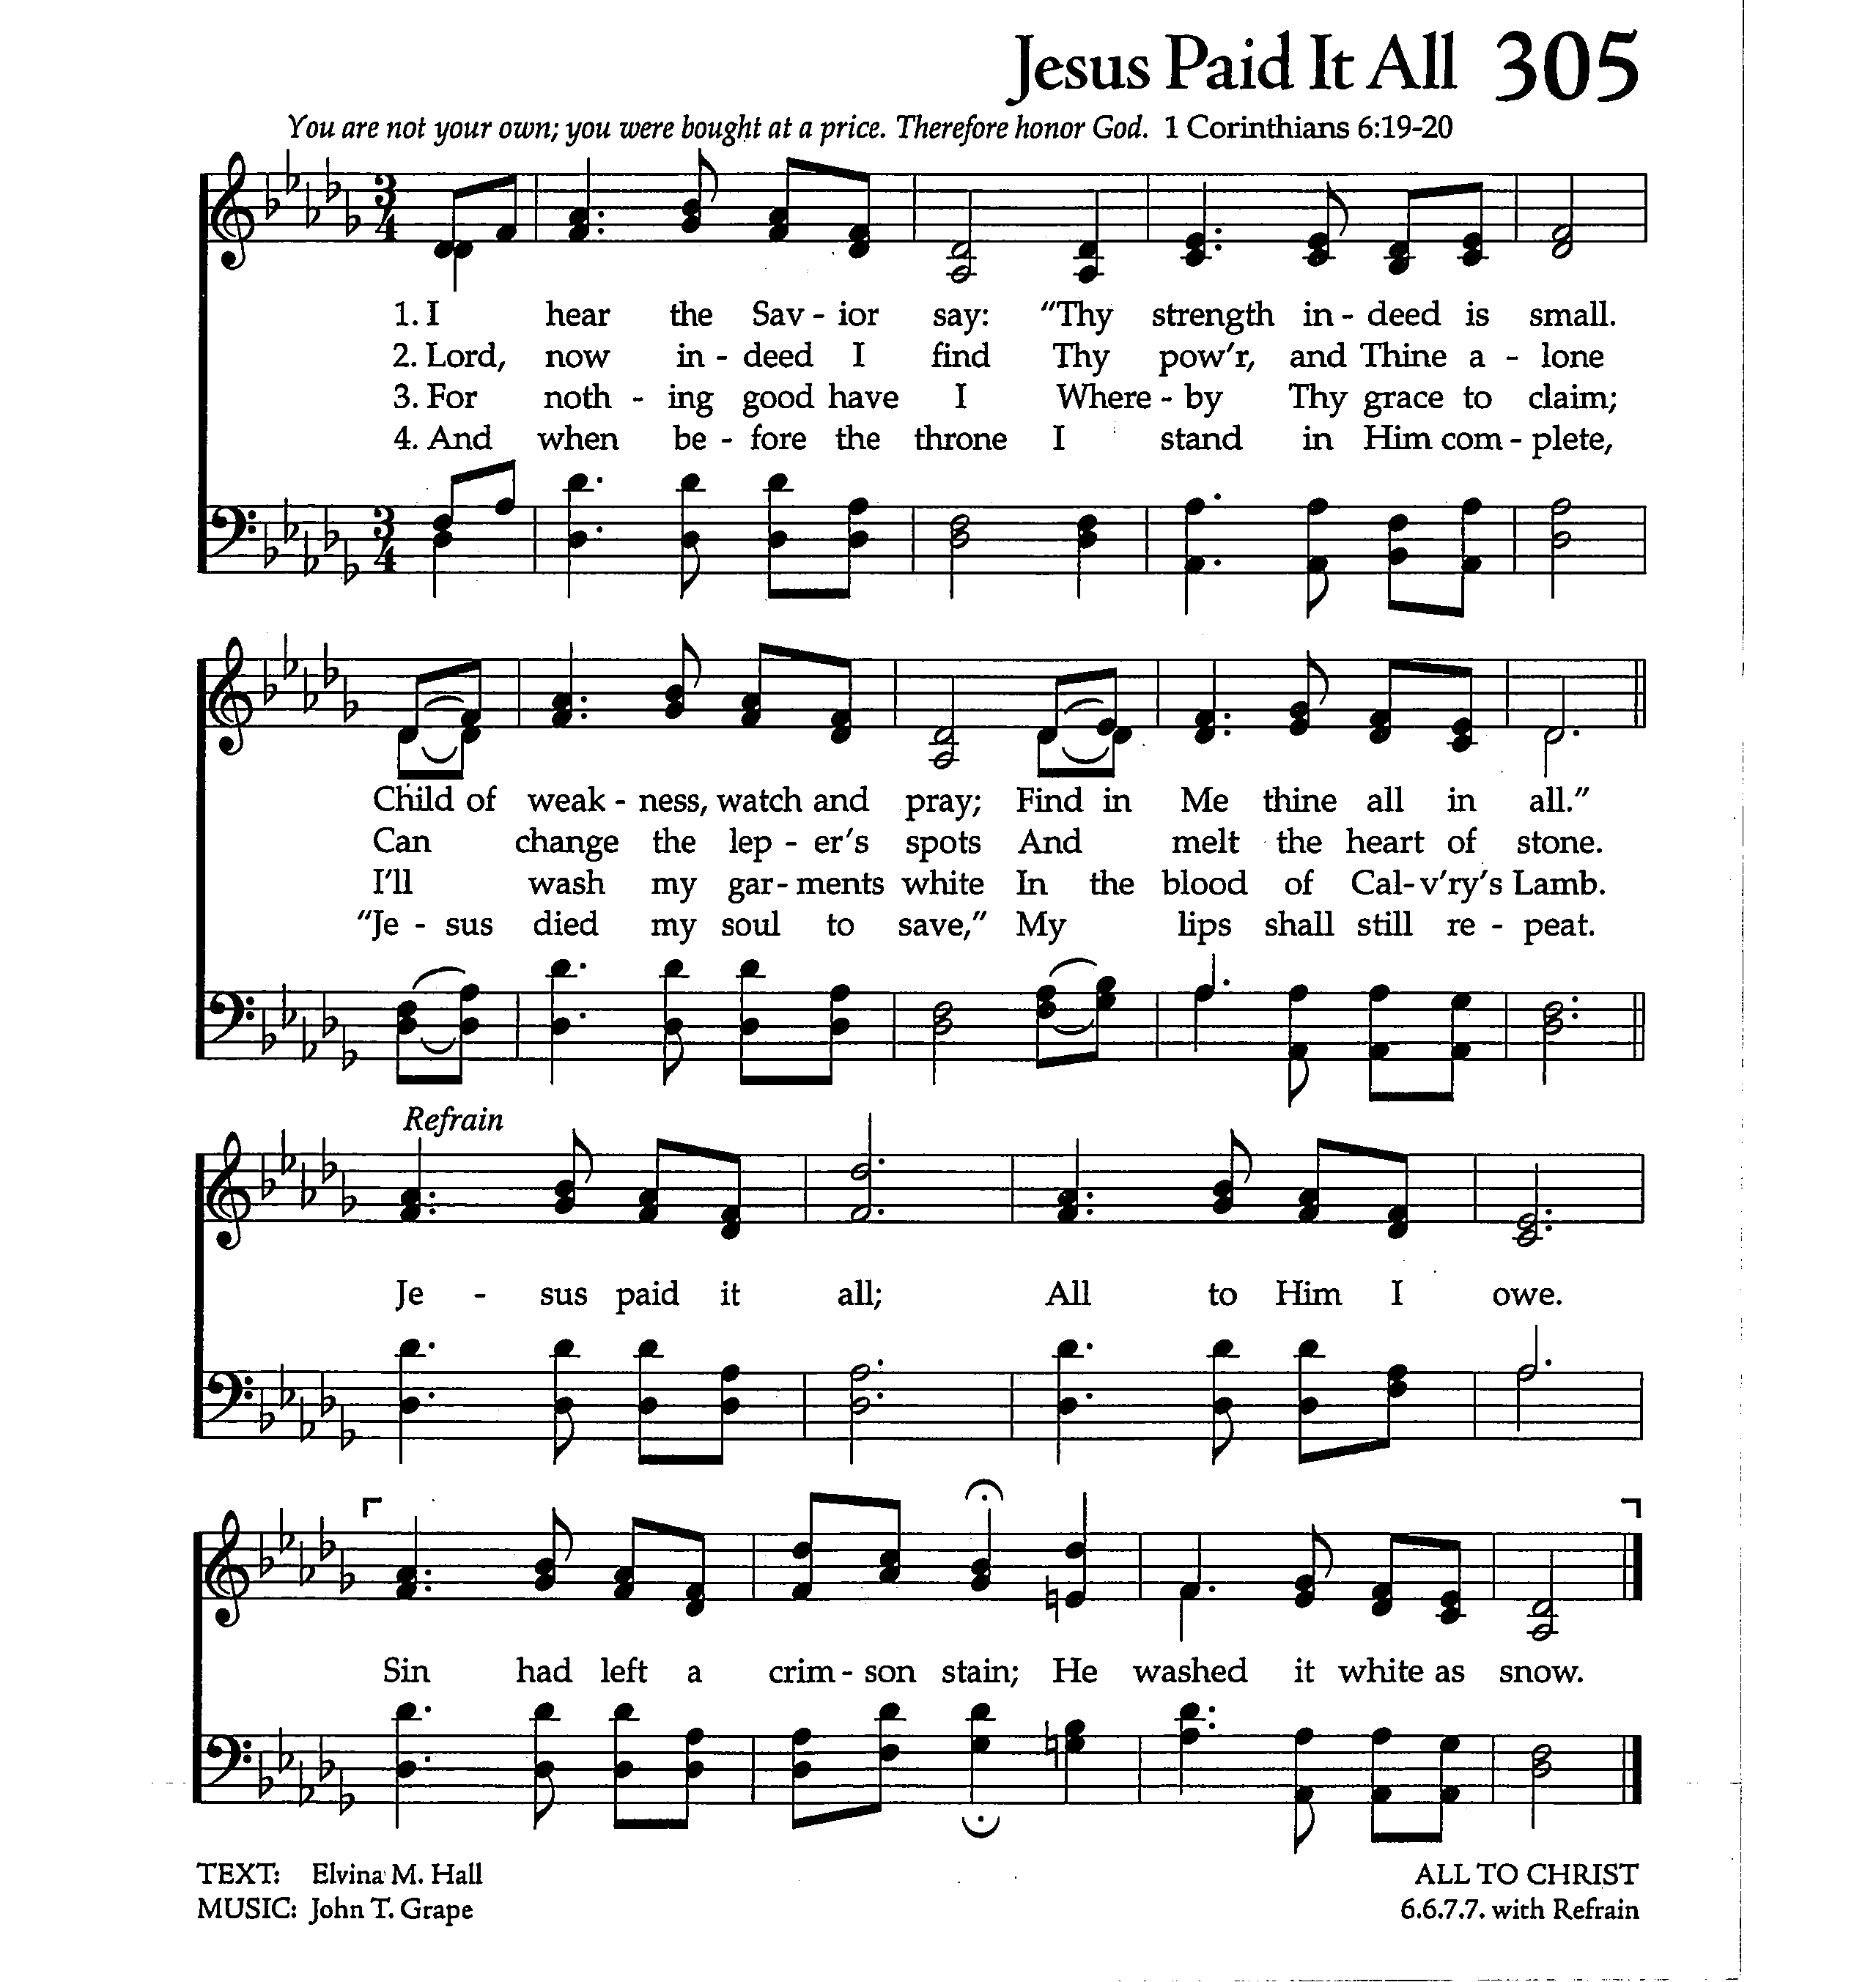 Jesus Paid It All 305
You are not your own; you were bought at a price. Therefore honor God. 1 Corinthians 6:19-20
1. I hear the Sav - ior say: “Thy strength in - deed is small.
2. Lord, now in - deed I find Thy pow’r, and Thine a - lone
3. For noth - ing good have I Where - by Thy grace to claim;
4. And when be - fore the throne I stand in Him com - plete,
Child of weak - ness, watch and pray; Find in Me thine all in all.”
Can change the lep - er’s spots And melt the heart of stone.
I’ll wash my gar - ments white In the blood of Cal - v’ry’s Lamb.
“Je - sus died my soul to save,” My lips shall still re - peat.
Refrain
Je - sus paid it all; All to Him I owe.
Sin had left a crim - son stain; He washed it white as snow.
TEXT: Elvina M. Hall
MUSIC: John T. Grape
ALL TO CHRIST
6.6.7.7. with Refrain